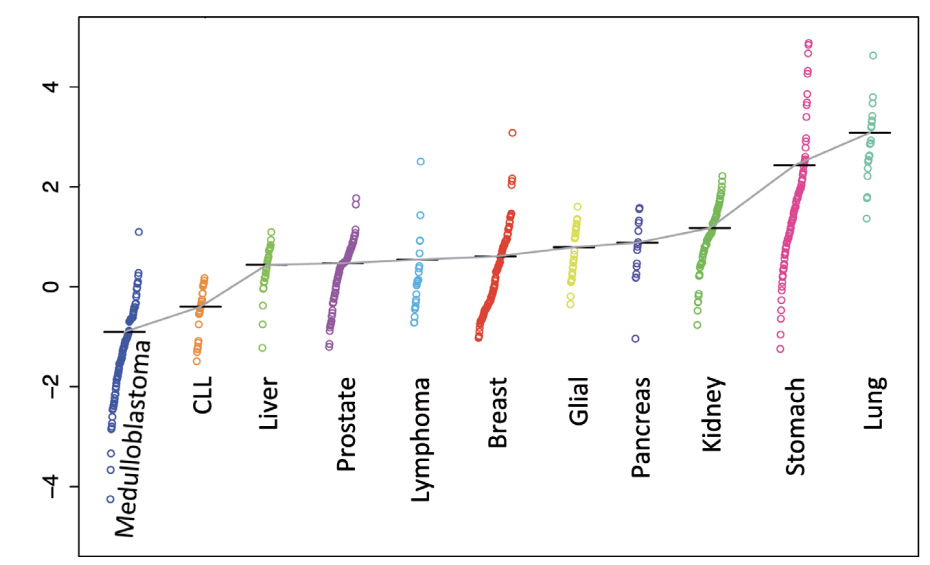 4
2
0
−2
−4
Medulloblastoma
CLL
Liver
Prostate
Lymphoma
Breast
Glial
Pancreas
Kidney
Stomach
Lung